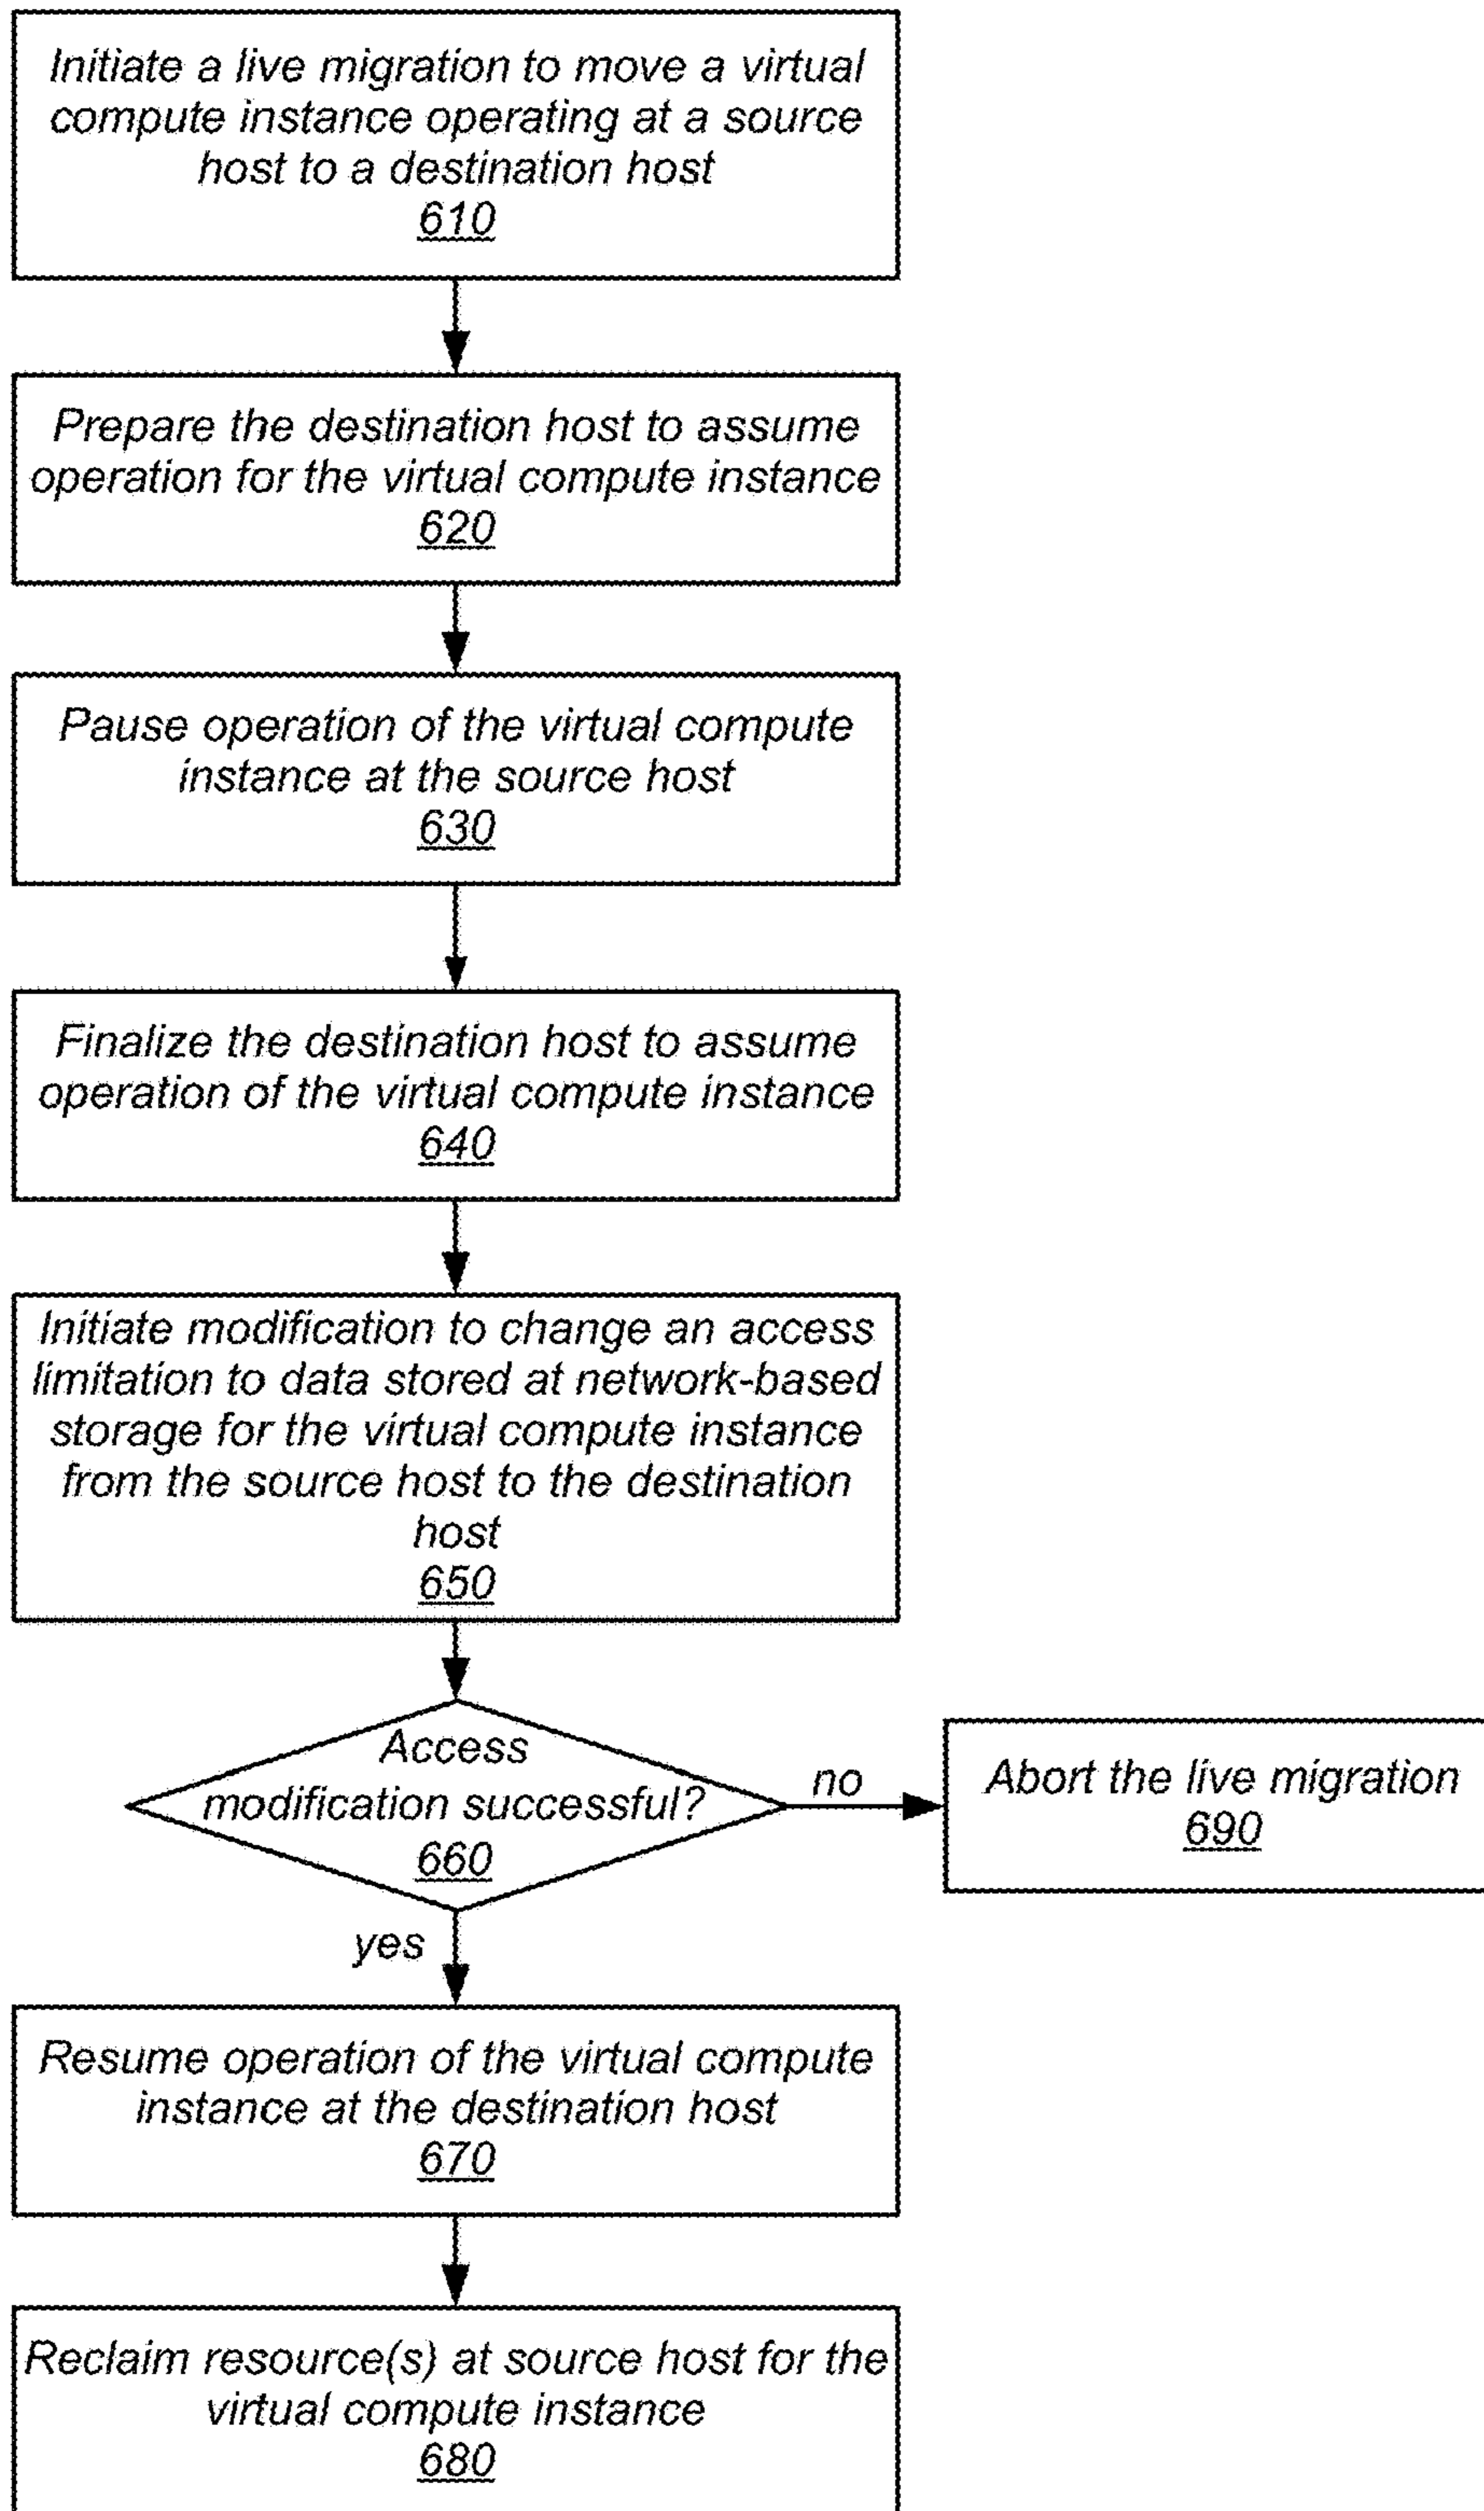 Initiate a live migration to move a virtual
compute instance operating at a source
host to a destination host
610
Prepare the destination host to assume
operation for the virtual compute instance
620
Pause operation of the virtual compute
instance at the source host
630
Finalize the destination host to assume
operation of the virtual compute instance
640
Initiate modification to change an access
limitation to data stored at network-based
storage for the virtual compute instance
from the source host to the destination
host
650
Access
modification successful?
660
no
Abort the live migration
690
yes
Resume operation of the virtual compute
instance at the destination host
670
Reclaim resource(s) at source host for the
virtual compute instance
680